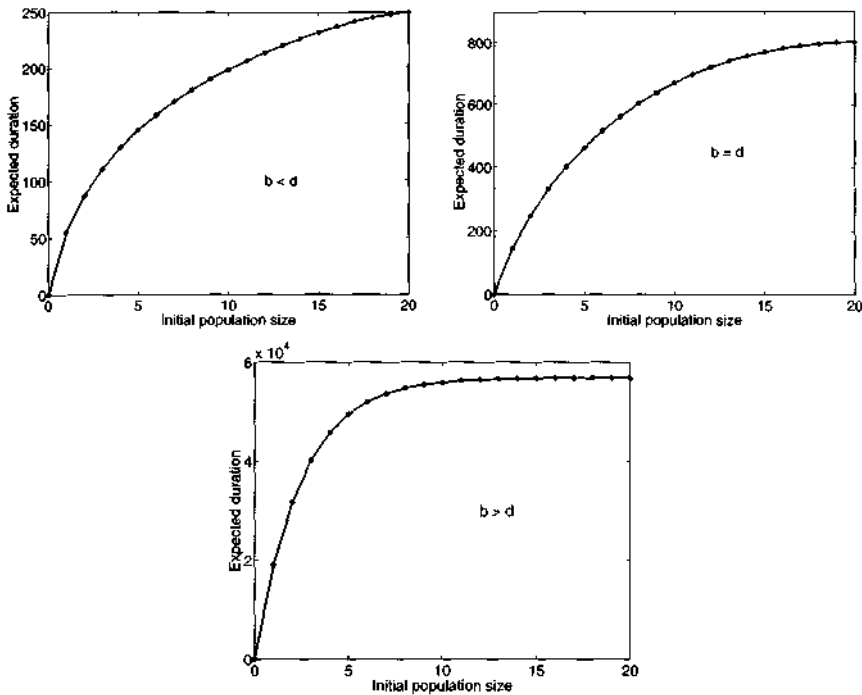 250
200
150
100
50
0
Expected duration
b < d
0 5 10 15 20
Initial population size
800
600
400
200
0
Expected duration
b = d
0 5 10 15 20
Initial population size
x 10^4
6
4
2
0
Expected duration
b > d
0 5 10 15 20
Initial population size